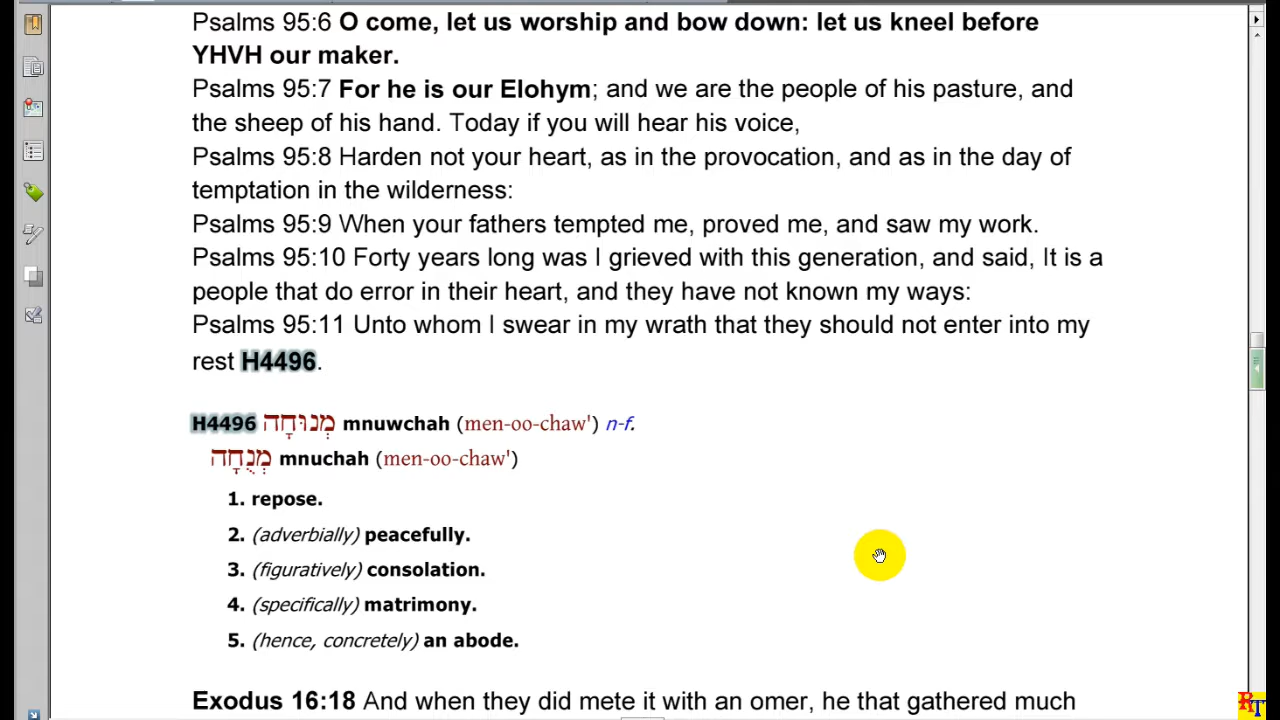 Psalms 95:6 O come, let us worship and bow down: let us kneel before
YHVH our maker.
Psalms 95:7 For he is our Elohym; and we are the people of his pasture, and
the sheep of his hand. Today if you will hear his voice,
Psalms 95:8 Harden not your heart, as in the provocation, and as in the day of
temptation in the wilderness:
Psalms 95:9 When your fathers tempted me, proved me, and saw my work.
Psalms 95:10 Forty years long was I grieved with this generation, and said, It is a
people that do error in their heart, and they have not known my ways:
Psalms 95:11 Unto whom I swear in my wrath that they should not enter into my
rest H4496.
H4496 מְנוּחָה mnuwchah (men-oo-chaw') n-f.
מְנֻחָה mnuchah (men-oo-chaw')
1. repose.
2. (adverbially) peacefully.
3. (figuratively) consolation.
4. (specifically) matrimony.
5. (hence, concretely) an abode.
Exodus 16:18 And when they did mete it with an omer, he that gathered much
RT